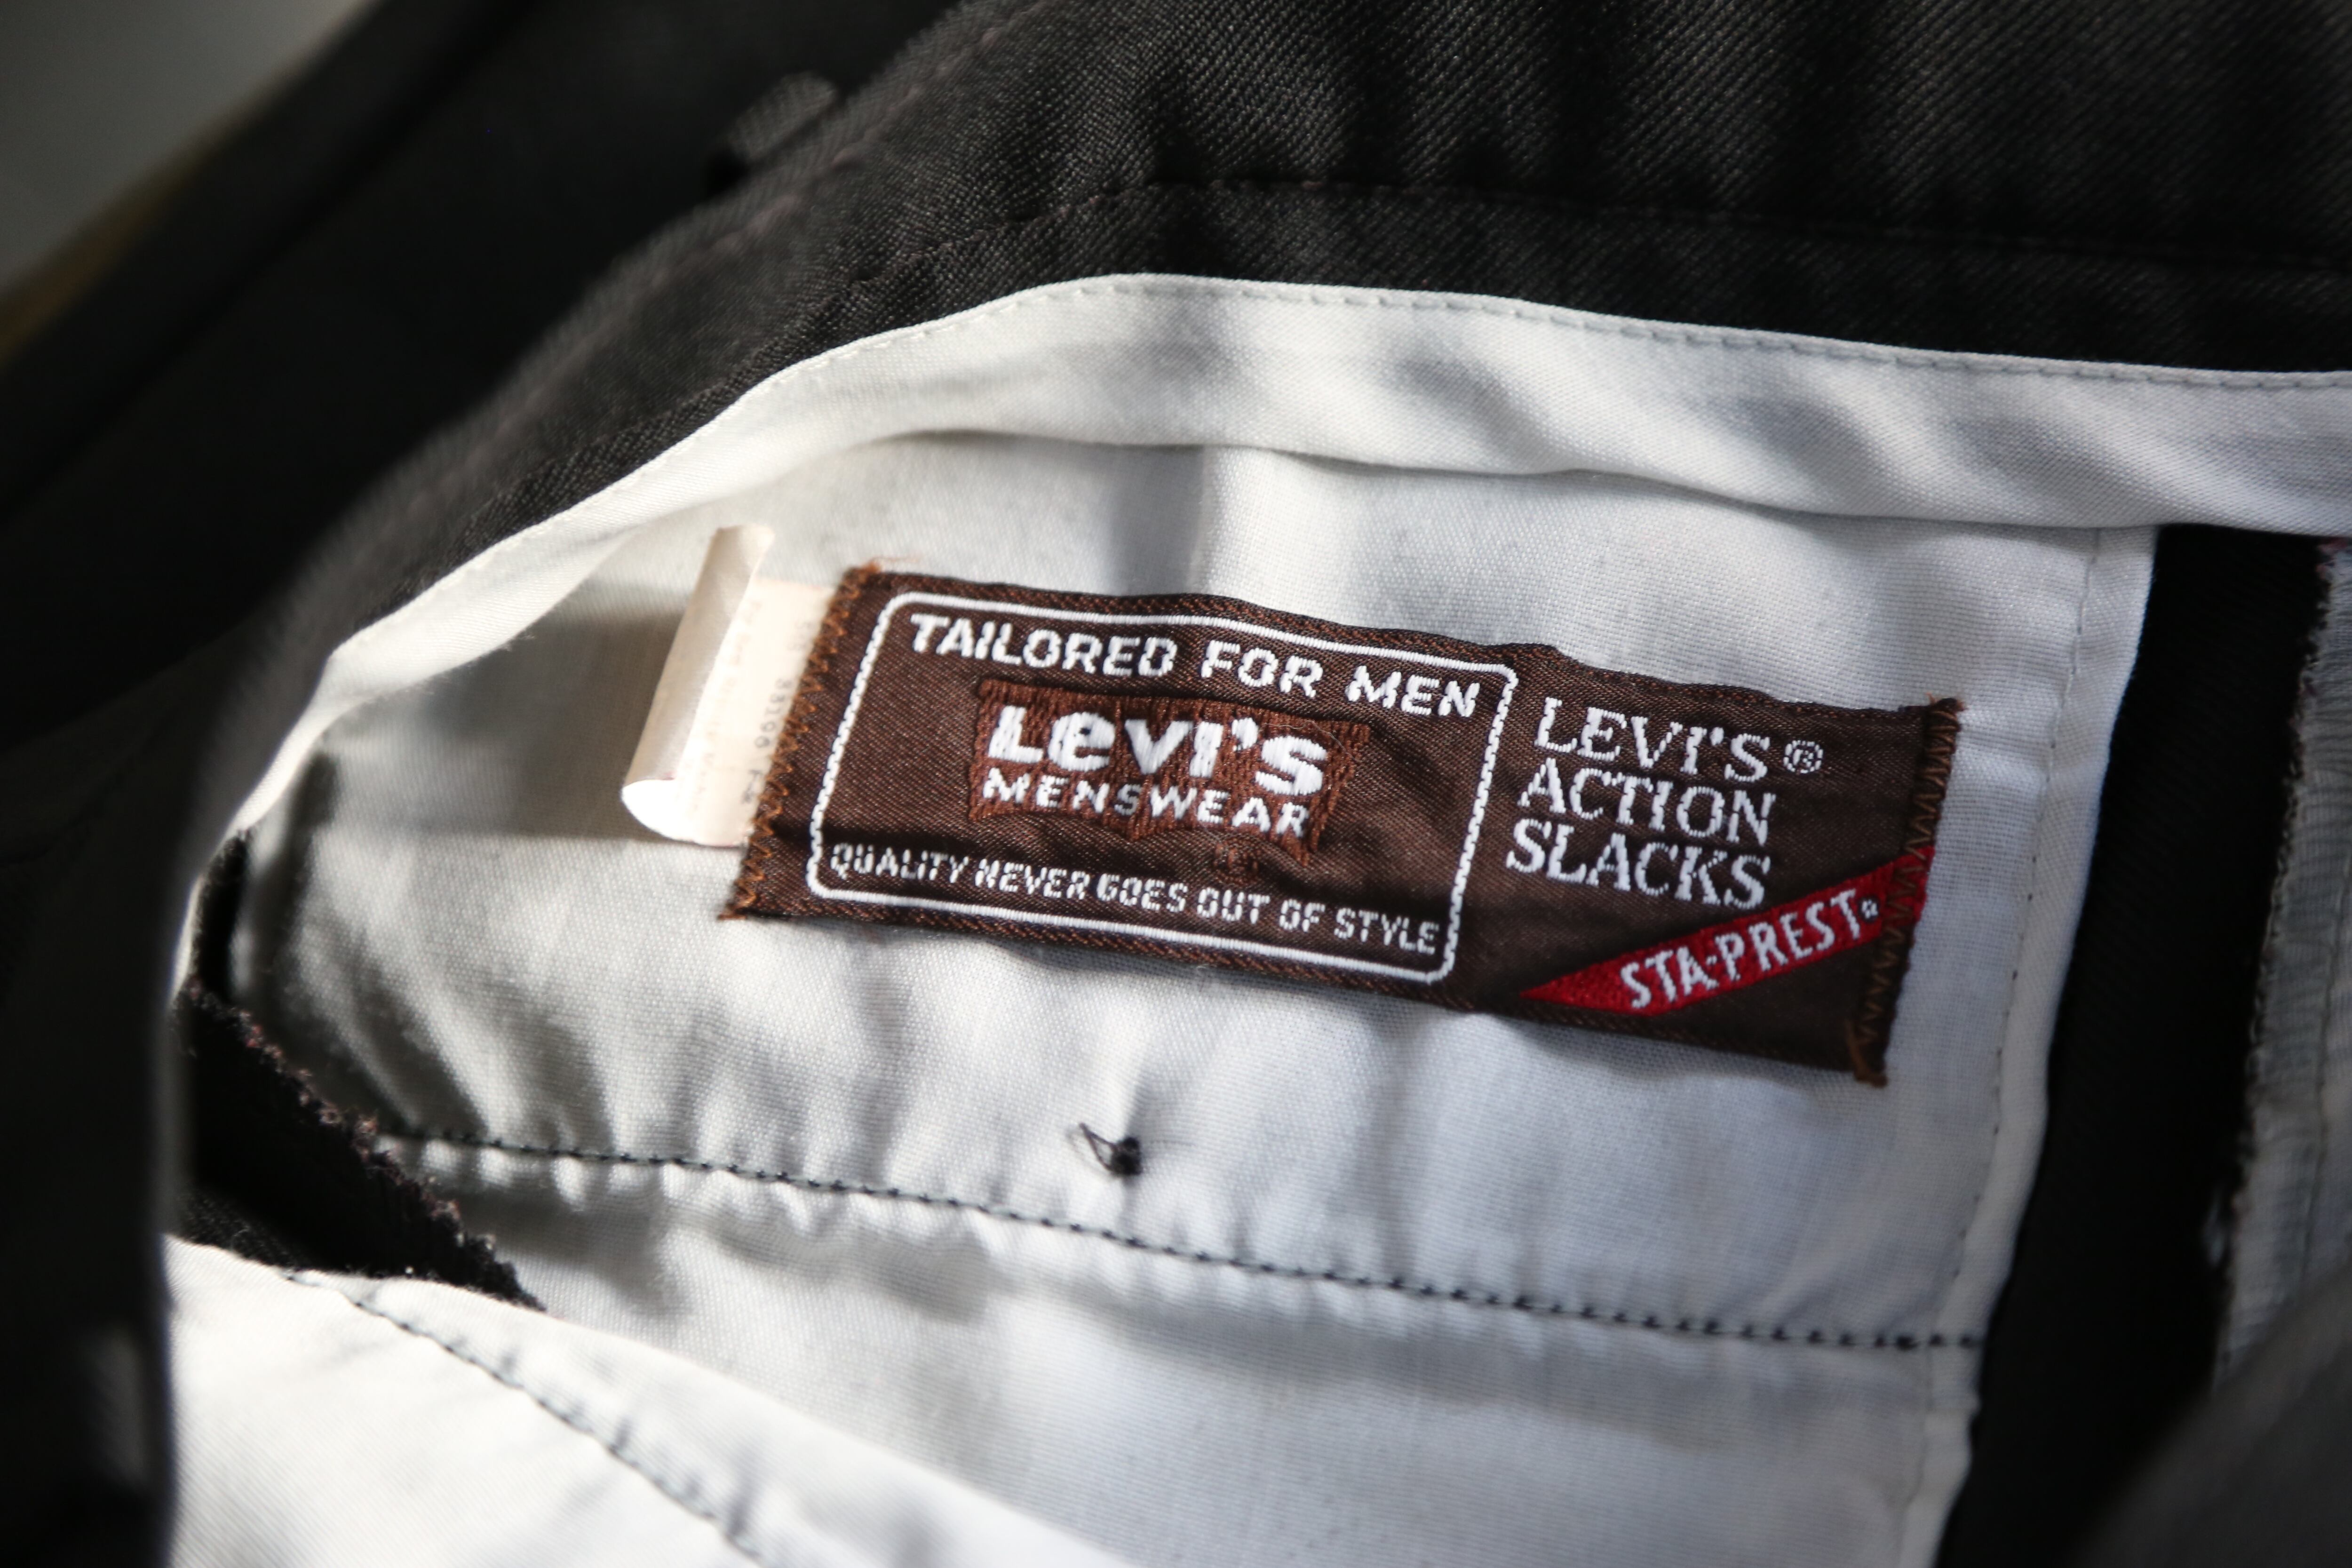 TAILORED FOR MEN
Levi's
MENSWEAR
QUALITY NEVER GOES OUT OF STYLE
LEVI'S®
ACTION
SLACKS
STA-PREST®